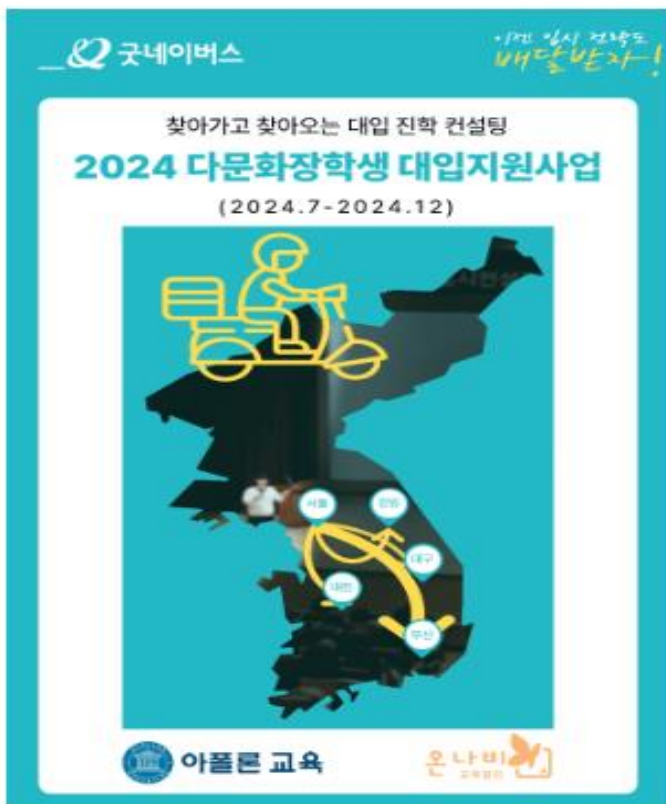 굿네이버스
이젠 입시 전략도
배달받자!
찾아가고 찾아오는 대입 진학 컨설팅
2024 다문화장학생 대입지원사업
(2024.7-2024.12)
서울
강원
대구
대전
부산
아폴론 교육
온나비